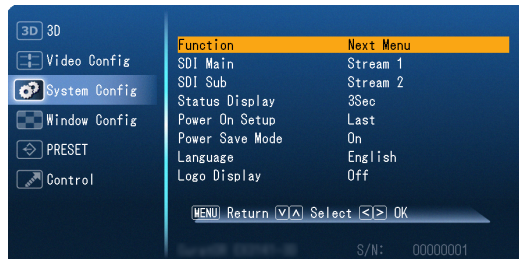 3D 3D
Video Config
System Config
Window Config
PRESET
Control
Function Next Menu
SDI Main Stream 1
SDI Sub Stream 2
Status Display 3Sec
Power On Setup Last
Power Save Mode On
Language English
Logo Display Off
MENU Return ∨ ∧ Select < > OK
S/N: 00000001